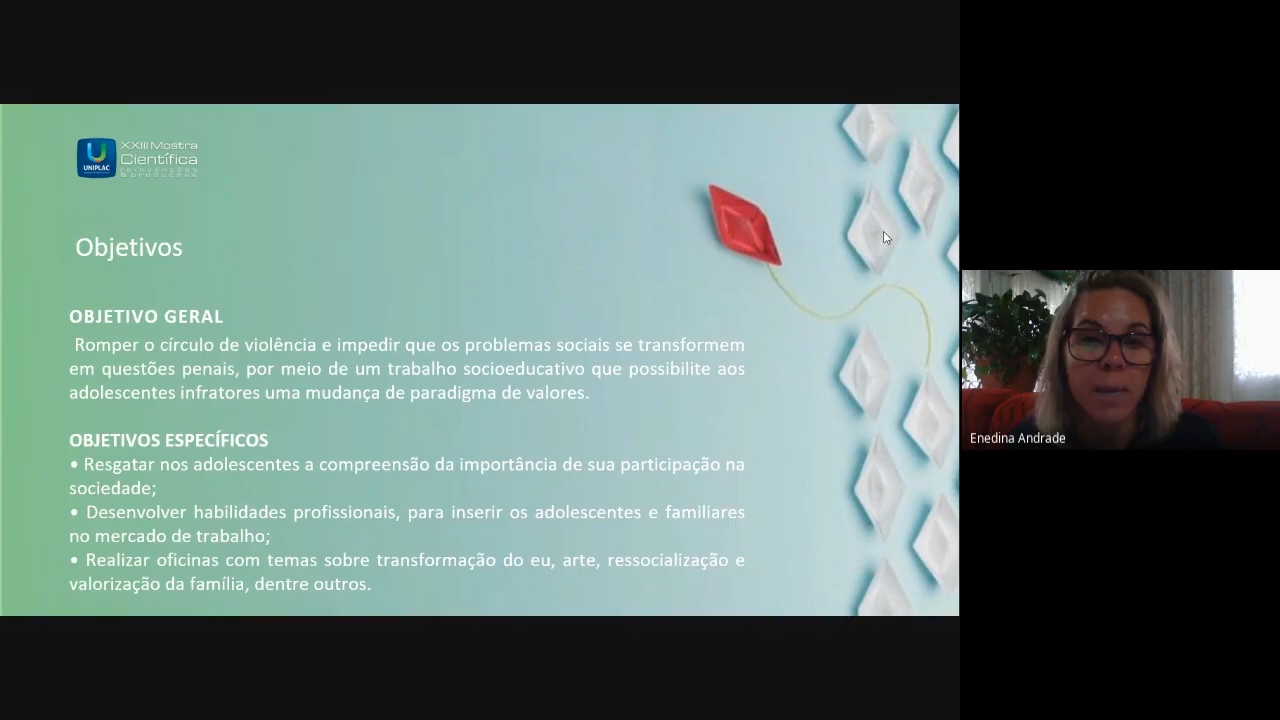 UNIPLAC
XXIII Mostra
Científica
reinvenções
& produções
Objetivos
OBJETIVO GERAL
Romper o círculo de violência e impedir que os problemas sociais se transformem
em questões penais, por meio de um trabalho socioeducativo que possibilite aos
adolescentes infratores uma mudança de paradigma de valores.
OBJETIVOS ESPECÍFICOS
• Resgatar nos adolescentes a compreensão da importância de sua participação na
sociedade;
• Desenvolver habilidades profissionais, para inserir os adolescentes e familiares
no mercado de trabalho;
• Realizar oficinas com temas sobre transformação do eu, arte, ressocialização e
valorização da família, dentre outros.
Enedina Andrade